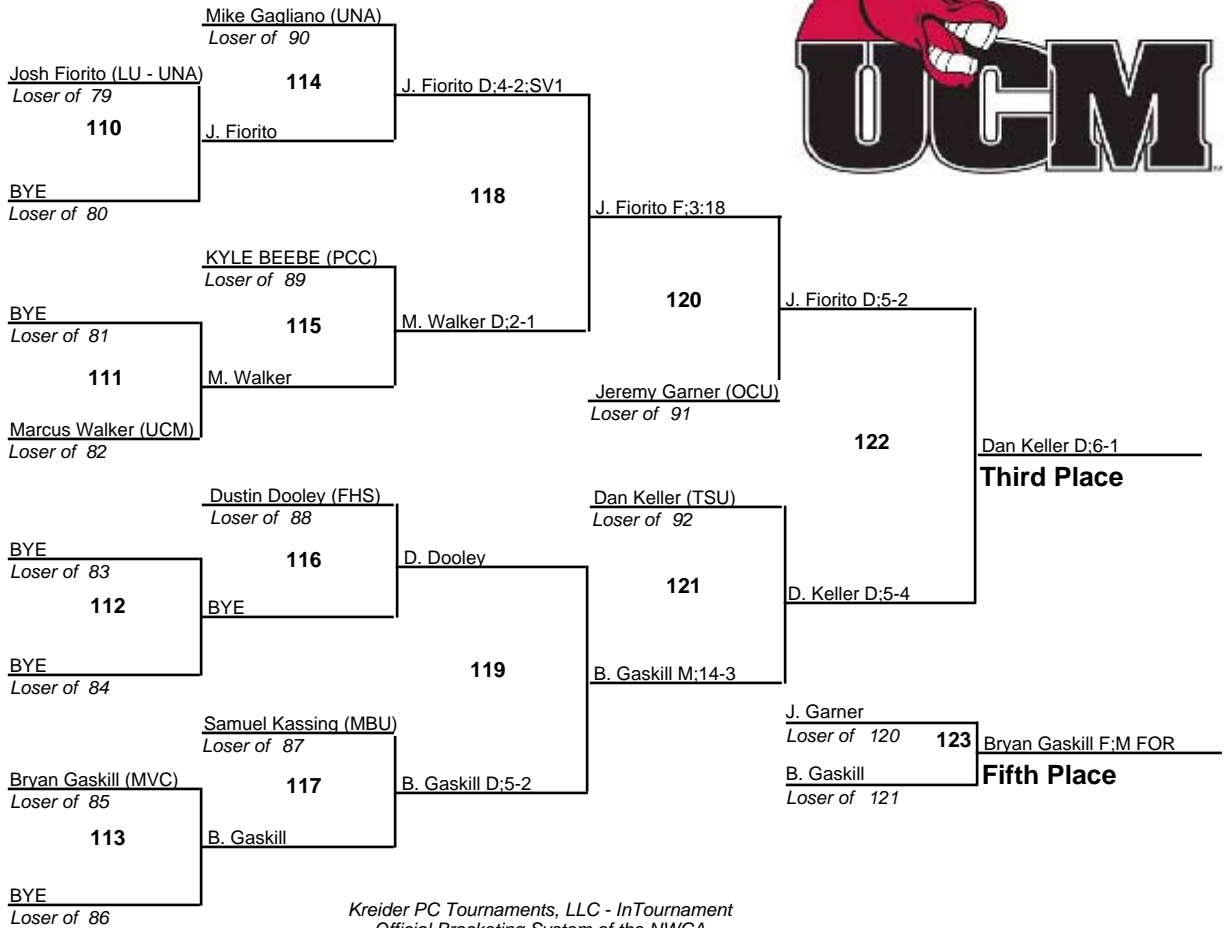 Mike Gagliano (UNA)
Loser of 90
Josh Fiorito (LU - UNA)
Loser of 79
114
J. Fiorito D;4-2;SV1
110
J. Fiorito
BYE
Loser of 80
118
J. Fiorito F;3:18
KYLE BEEBE (PCC)
Loser of 89
BYE
Loser of 81
115
M. Walker D;2-1
120
J. Fiorito D;5-2
111
M. Walker
Jeremy Garner (OCU)
Loser of 91
Marcus Walker (UCM)
Loser of 82
122
Dan Keller D;6-1
Third Place
Dustin Dooley (FHS)
Loser of 88
Dan Keller (TSU)
Loser of 92
BYE
Loser of 83
116
D. Dooley
112
BYE
121
D. Keller D;5-4
BYE
Loser of 84
119
B. Gaskill M;14-3
Samuel Kassing (MBU)
Loser of 87
J. Garner
Loser of 120
123
Bryan Gaskill F;M FOR
Fifth Place
B. Gaskill
Loser of 121
Bryan Gaskill (MVC)
Loser of 85
117
B. Gaskill D;5-2
113
B. Gaskill
BYE
Loser of 86
Kreider PC Tournaments, LLC - InTournament
Official Bracketing System of the NWCA
UCM